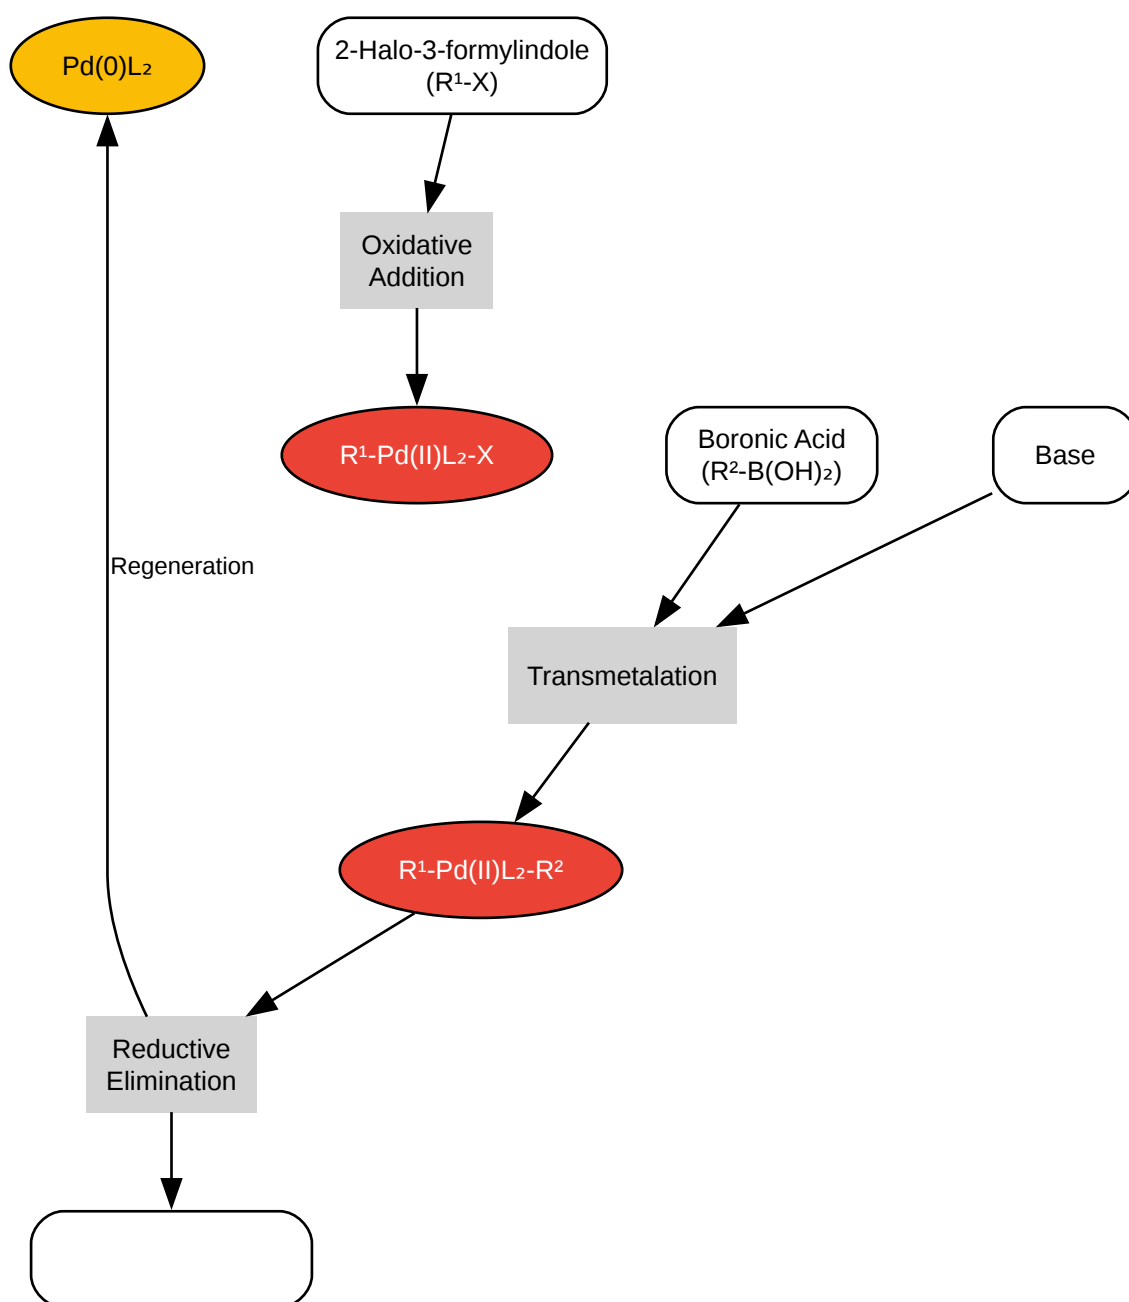 Pd(0)L₂
2-Halo-3-formylindole
(R¹-X)
Oxidative
Addition
R¹-Pd(II)L₂-X
Boronic Acid
(R²-B(OH)₂)
Base
Regeneration
Transmetalation
R¹-Pd(II)L₂-R²
Reductive
Elimination